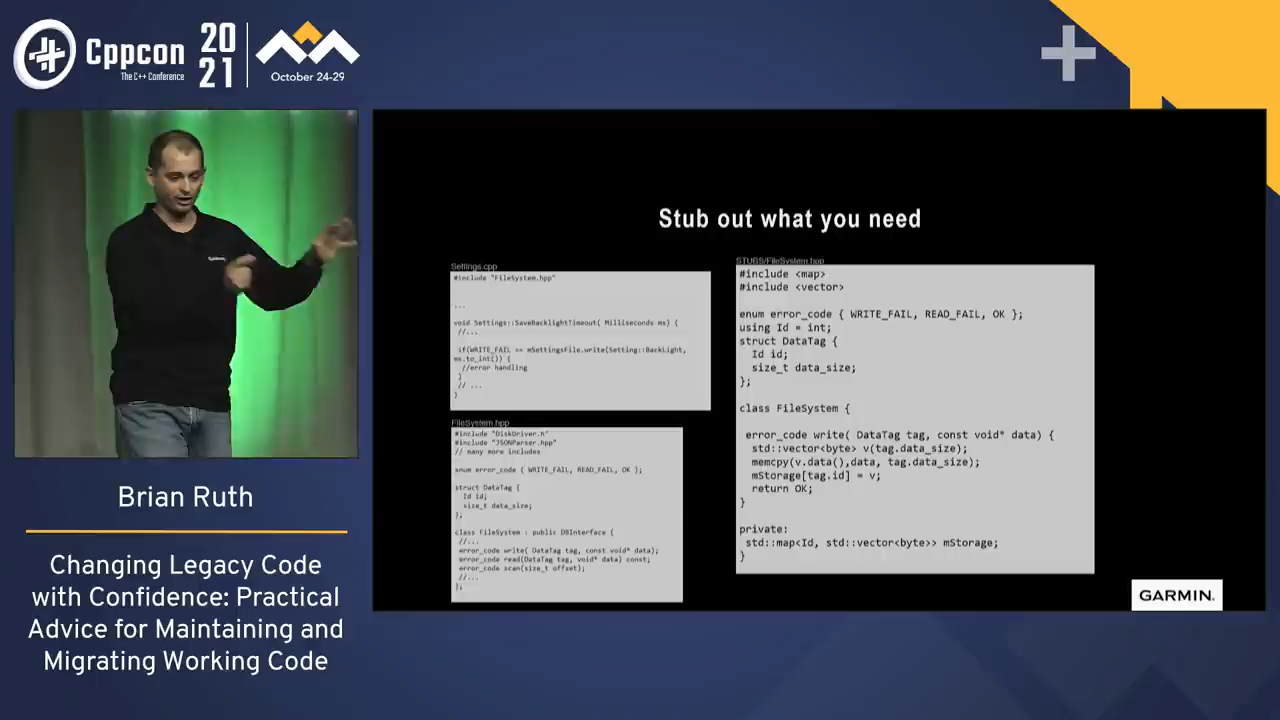 Cppcon
The C++ Conference
20
21
October 24-29
Brian Ruth
Changing Legacy Code
with Confidence: Practical
Advice for Maintaining and
Migrating Working Code
Stub out what you need
Settings.cpp
#include "FileSystem.hpp"
...
void Settings::SaveBacklightTimeout( Milliseconds ms) {
//...
if(WRITE_FAIL == mSettingsFile.write(Setting::BackLight,
ms.to_int()) {
//error handling
}
// ...
}
FileSystem.hpp
#include "DiskDriver.h"
#include "JSONParser.hpp"
// many more includes
enum error_code { WRITE_FAIL, READ_FAIL, OK };
struct DataTag {
Id id;
size_t data_size;
};
class FileSystem : public DBInterface {
//...
error_code write( DataTag tag, const void* data);
error_code read(DataTag tag, void* data) const;
error_code scan(size_t offset);
//...
};
STUBS/FileSystem.hpp
#include <map>
#include <vector>
enum error_code { WRITE_FAIL, READ_FAIL, OK };
using Id = int;
struct DataTag {
Id id;
size_t data_size;
};
class FileSystem {
error_code write( DataTag tag, const void* data) {
std::vector<byte> v(tag.data_size);
memcpy(v.data(),data, tag.data_size);
mStorage[tag.id] = v;
return OK;
}
private:
std::map<Id, std::vector<byte>> mStorage;
}
GARMIN.